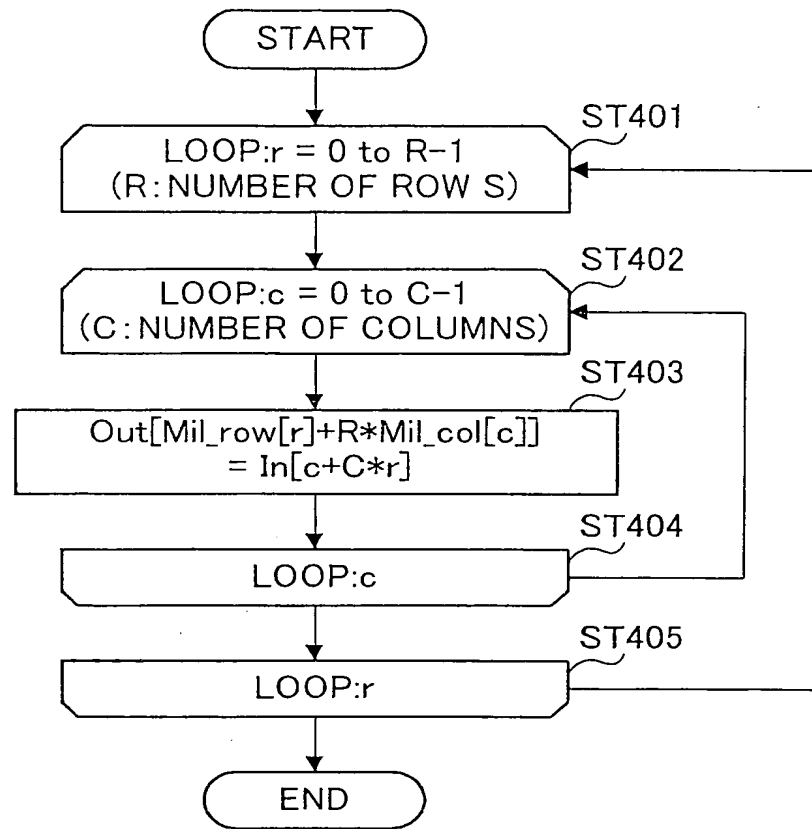 START
ST401
LOOP:r = 0 to R-1
(R:NUMBER OF ROW S)
ST402
LOOP:c = 0 to C-1
(C:NUMBER OF COLUMNS)
ST403
Out[Mil_row[r]+R*Mil_col[c]]
= In[c+C*r]
ST404
LOOP:c
ST405
LOOP:r
END